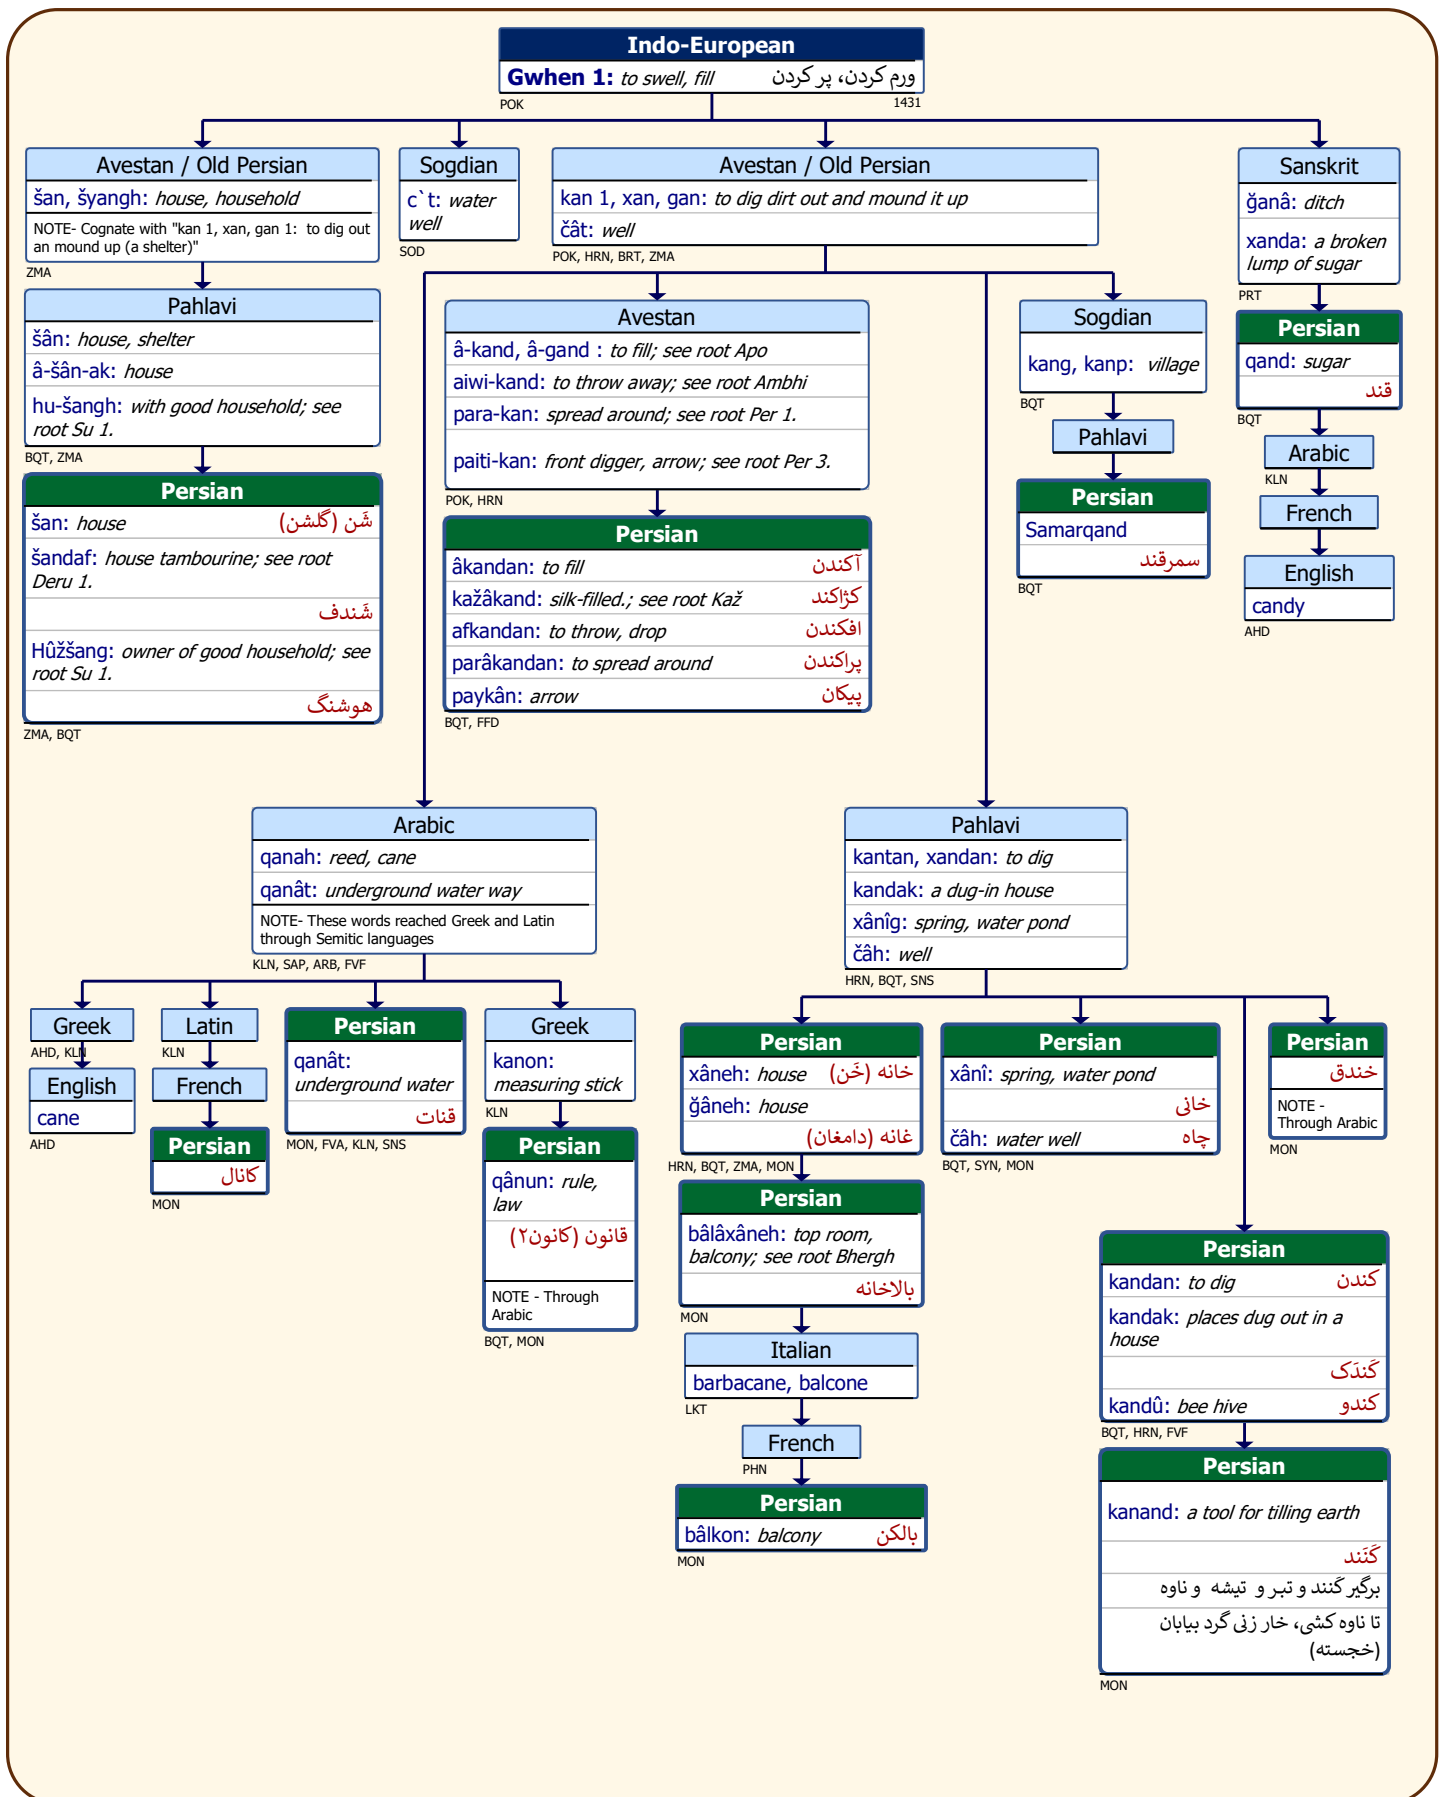 Indo-European
Gwhen 1: to swell, fill ورم کردن، پر کردن
POK 1431
Avestan / Old Persian
šan, šyangh: house, household
NOTE- Cognate with "kan 1, xan, gan 1: to dig out
an mound up (a shelter)"
ZMA
Sogdian
c`t: water
well
SOD
Avestan / Old Persian
kan 1, xan, gan: to dig dirt out and mound it up
čât: well
POK, HRN, BRT, ZMA
Sanskrit
ğanâ: ditch
xanda: a broken
lump of sugar
PRT
Pahlavi
šân: house, shelter
â-šân-ak: house
hu-šangh: with good household; see
root Su 1.
BQT, ZMA
Avestan
â-kand, â-gand : to fill; see root Apo
aiwi-kand: to throw away; see root Ambhi
para-kan: spread around; see root Per 1.
paiti-kan: front digger, arrow; see root Per 3.
POK, HRN
Sogdian
kang, kanp: village
BQT
Pahlavi
Persian
Samarqand
سمرقند
BQT
Persian
qand: sugar
قند
BQT
Arabic
KLN
French
English
candy
AHD
Persian
šan: house شَن (گلشن)
šandaf: house tambourine; see root
Deru 1.
شَندف
Hûžšang: owner of good household; see
root Su 1.
هوشنگ
ZMA, BQT
Persian
âkandan: to fill آکندن
kažâkand: silk-filled.; see root Kaž کژاکند
afkandan: to throw, drop افکندن
parâkandan: to spread around پراکندن
paykân: arrow پیکان
BQT, FFD
Arabic
qanah: reed, cane
qanât: underground water way
NOTE- These words reached Greek and Latin
through Semitic languages
KLN, SAP, ARB, FVF
Pahlavi
kantan, xandan: to dig
kandak: a dug-in house
xânîg: spring, water pond
čâh: well
HRN, BQT, SNS
Greek
AHD, KLN
English
cane
AHD
Latin
KLN
French
Persian
کانال
MON
Persian
qanât:
underground water
قنات
MON, FVA, KLN, SNS
Greek
kanon:
measuring stick
KLN
Persian
qânun: rule,
law
قانون (کانون۲)
NOTE - Through
Arabic
BQT, MON
Persian
xâneh: house خانه (خَن)
ğâneh: house
غانه (دامغان)
HRN, BQT, ZMA, MON
Persian
bâlâxâneh: top room,
balcony; see root Bhergh
بالاخانه
MON
Italian
barbacane, balcone
LKT
French
PHN
Persian
bâlkon: balcony بالکن
MON
Persian
xânî: spring, water pond
خانی
čâh: water well چاه
BQT, SYN, MON
Persian
خندق
NOTE -
Through Arabic
MON
Persian
kandan: to dig کندن
kandak: places dug out in a
house
کَندَک
kandû: bee hive کندو
BQT, HRN, FVF
Persian
kanand: a tool for tilling earth
کَنَند
برگیر کَنند و تبر و تیشه و ناوه
تا ناوه کشی، خار زنی گرد بیابان
(خجسته)
MON